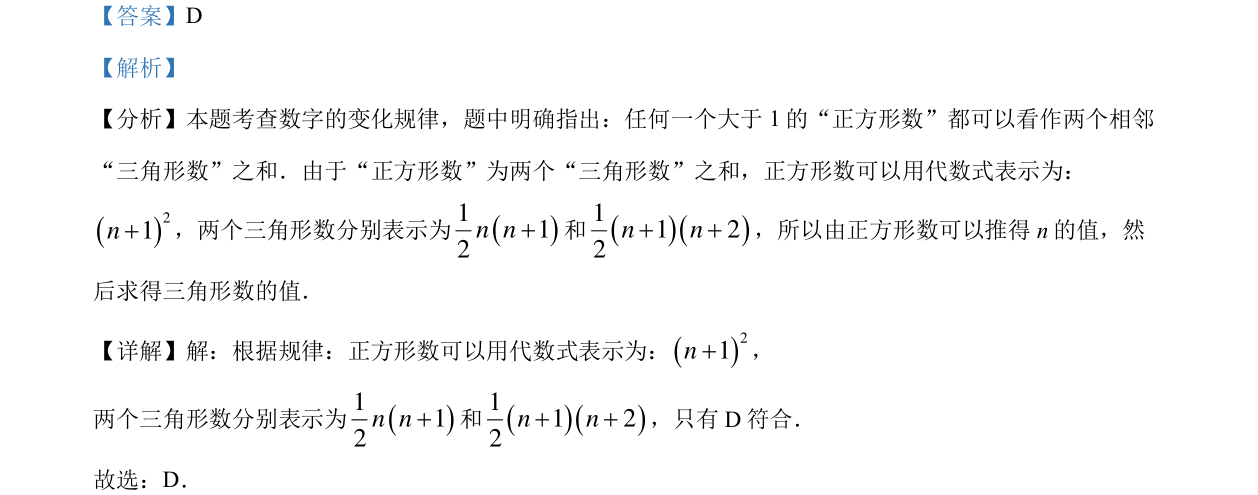 【答案】D
【解析】
【分析】本题考查数字的变化规律，题中明确指出：任何一个大于 1 的“正方形数”都可以看作两个相邻
“三角形数”之和．由于“正方形数”为两个“三角形数”之和，正方形数可以用代数式表示为：
(n+1)²，两个三角形数分别表示为 1/2 n(n+1) 和 1/2 (n+1)(n+2)，所以由正方形数可以推得 n 的值，然
后求得三角形数的值．
【详解】解：根据规律：正方形数可以用代数式表示为：(n+1)²，
两个三角形数分别表示为 1/2 n(n+1) 和 1/2 (n+1)(n+2)，只有 D 符合．
故选：D．